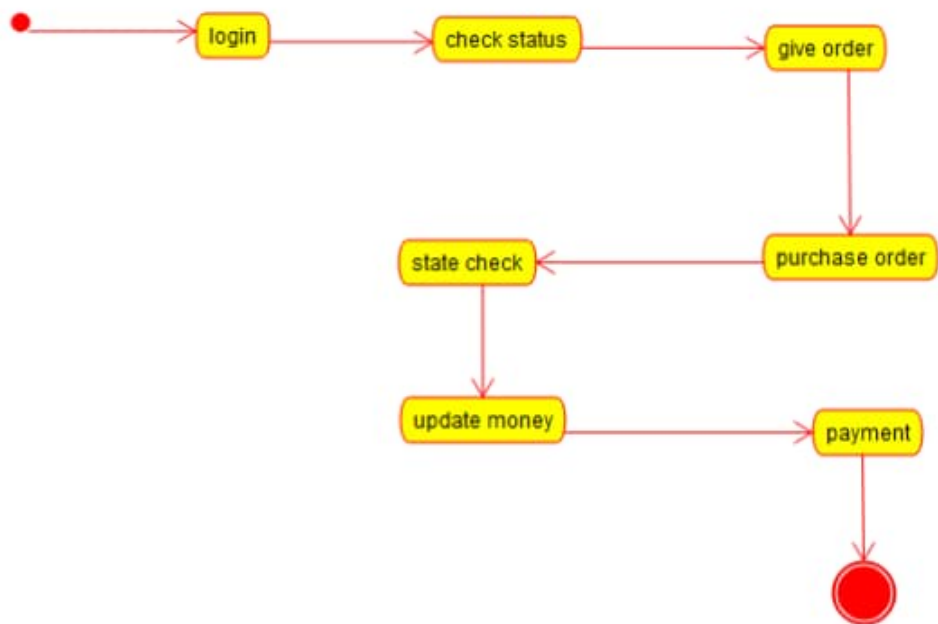 login
check status
give order
purchase order
state check
update money
payment